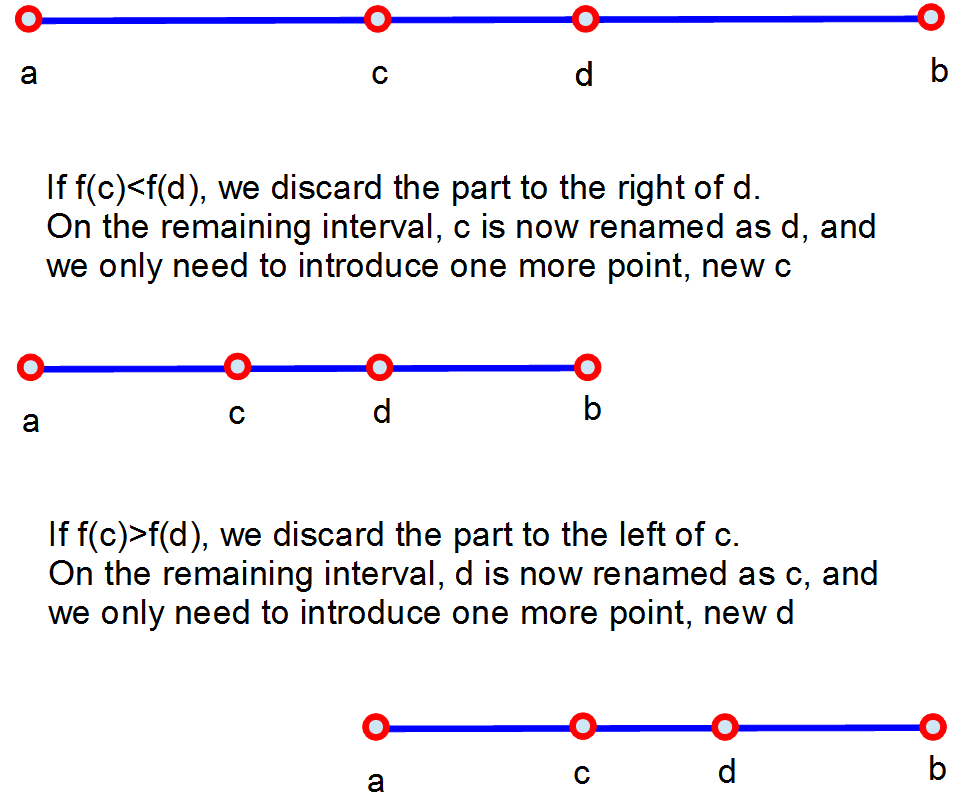 a c d b
If f(c)<f(d), we discard the part to the right of d.
On the remaining interval, c is now renamed as d, and
we only need to introduce one more point, new c
a c d b
If f(c)>f(d), we discard the part to the left of c.
On the remaining interval, d is now renamed as c, and
we only need to introduce one more point, new d
a c d b